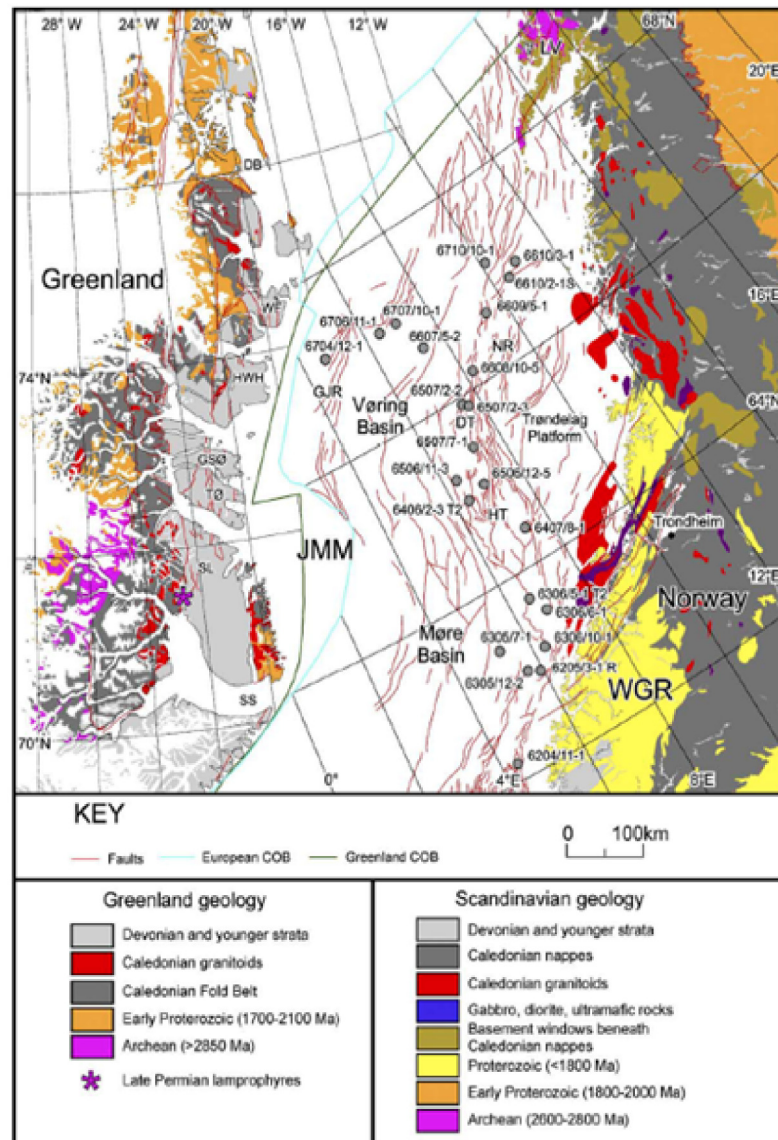 28°W
24°W
20°W
16°W
12°W
68°N
20°E
LV
DB
Greenland
6710/10-1
6610/3-1
6610/2-1S
16°E
WF
6707/10-1
6706/11-1
6609/5-1
6607/5-2
6704/12-1
NR
74°N
HWH
6608/10-5
GJR
6507/2-2
6507/2-3
64°N
Vøring
Basin
DT
Trøndelag
Platform
GSØ
6507/7-1
TØ
6506/11-3
6506/12-5
6406/2-3 T2
HT
6407/8-1
Trondheim
JMM
SL
12°E
6306/5-1 T2
Norway
6306/6-1
Møre
Basin
6305/7-1
6306/10-1
6305/12-2
6205/3-1 R
WGR
SS
70°N
6204/11-1
0°
4°E
8°E
KEY
0 100km
Faults
European COB
Greenland COB
Greenland geology
Devonian and younger strata
Caledonian granitoids
Caledonian Fold Belt
Early Proterozoic (1700-2100 Ma)
Archean (>2850 Ma)
Late Permian lamprophyres
Scandinavian geology
Devonian and younger strata
Caledonian nappes
Caledonian granitoids
Gabbro, diorite, ultramafic rocks
Basement windows beneath
Caledonian nappes
Proterozoic (<1800 Ma)
Early Proterozoic (1800-2000 Ma)
Archean (2600-2800 Ma)